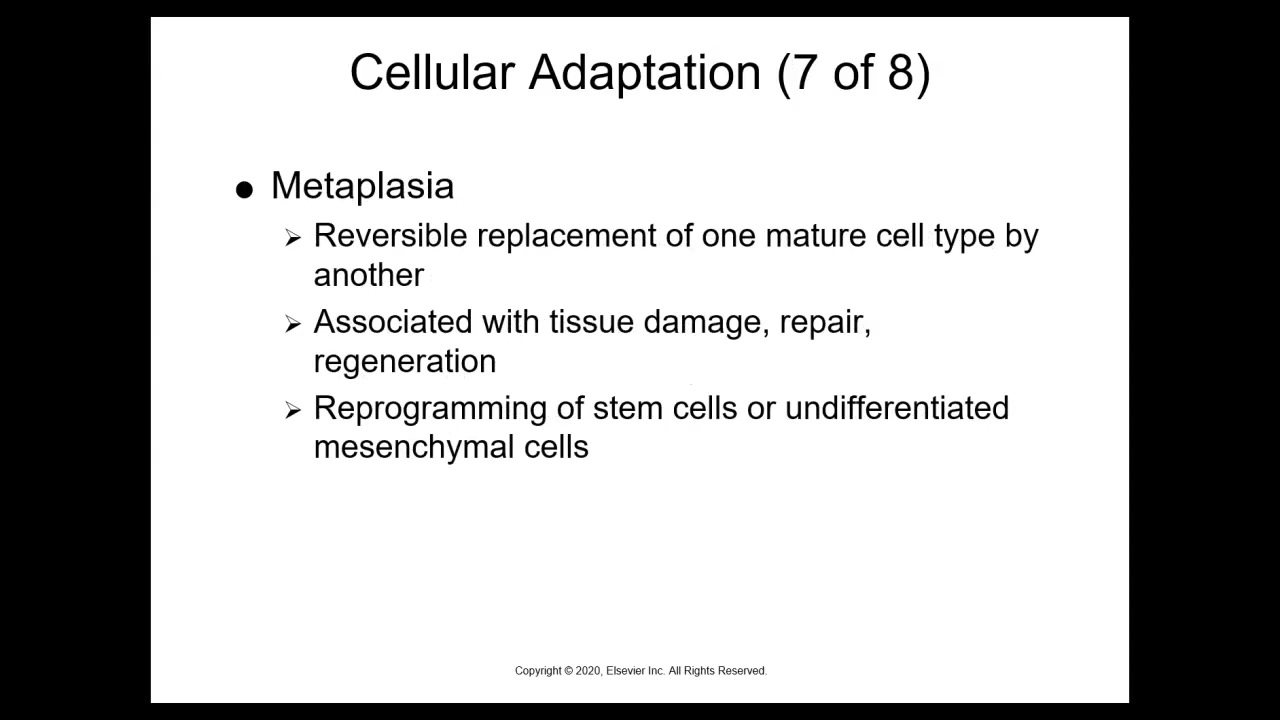 Cellular Adaptation (7 of 8)
● Metaplasia
➢ Reversible replacement of one mature cell type by
another
➢ Associated with tissue damage, repair,
regeneration
➢ Reprogramming of stem cells or undifferentiated
mesenchymal cells
Copyright © 2020, Elsevier Inc. All Rights Reserved.